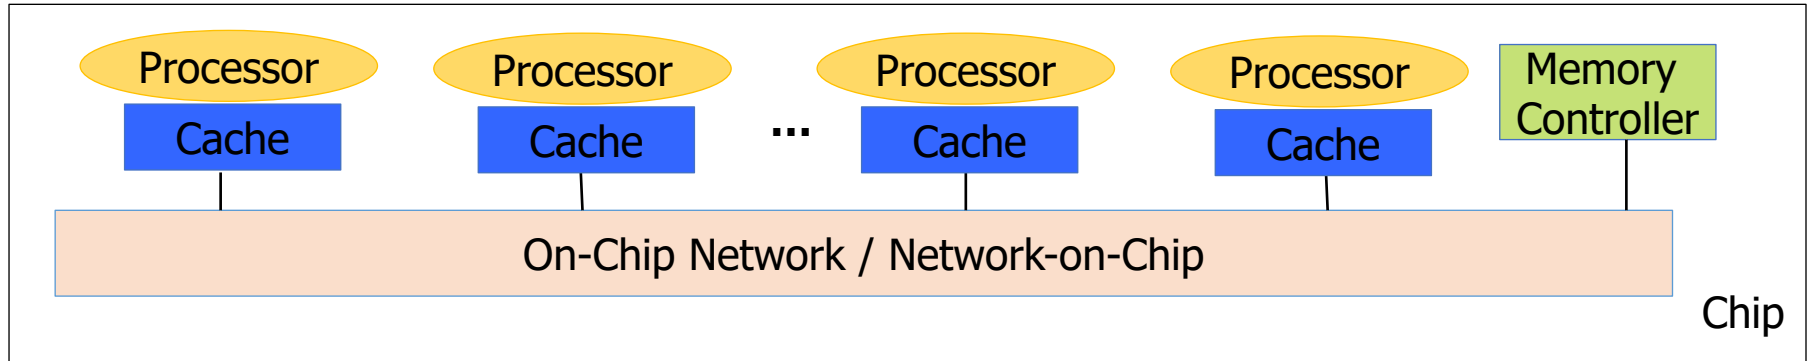 Processor
Processor
Processor
Processor
Memory
Controller
Cache
Cache
...
Cache
Cache
On-Chip Network / Network-on-Chip
Chip